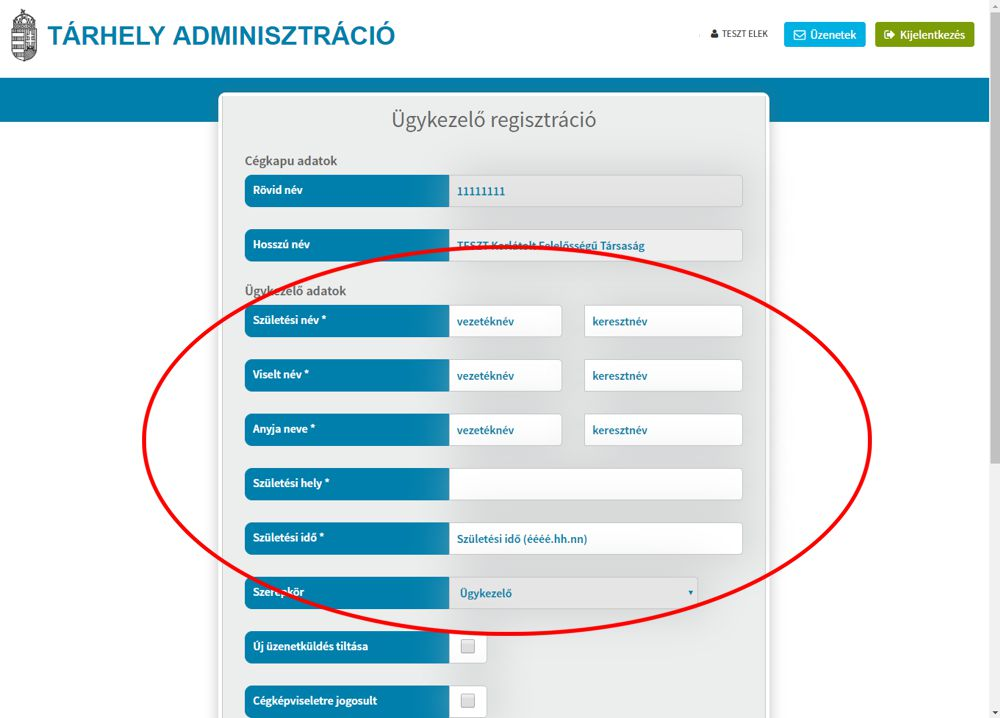 TÁRHELY ADMINISZTRÁCIÓ
TESZT ELEK
Üzenetek
Kijelentkezés
Ügykezelő regisztráció
Cégkapu adatok
Rövid név
11111111
Hosszú név
TESZT Korlátolt Felelősségű Társaság
Ügykezelő adatok
Születési név *
vezetéknév
keresztnév
Viselt név *
vezetéknév
keresztnév
Anyja neve *
vezetéknév
keresztnév
Születési hely *
Születési idő *
Születési idő (éééé.hh.nn)
Szerepkör
Ügykezelő
Új üzenetküldés tiltása
Cégképviseletre jogosult